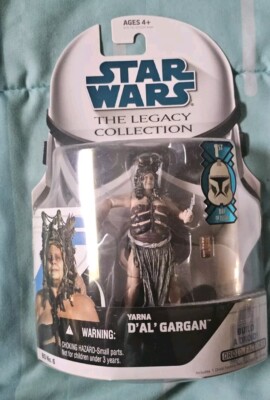 AGES 4+
STAR
WARS
THE LEGACY
COLLECTION
YARNA
D'AL' GARGAN™
WARNING:
CHOKING HAZARD-Small parts.
Not for children under 3 years.